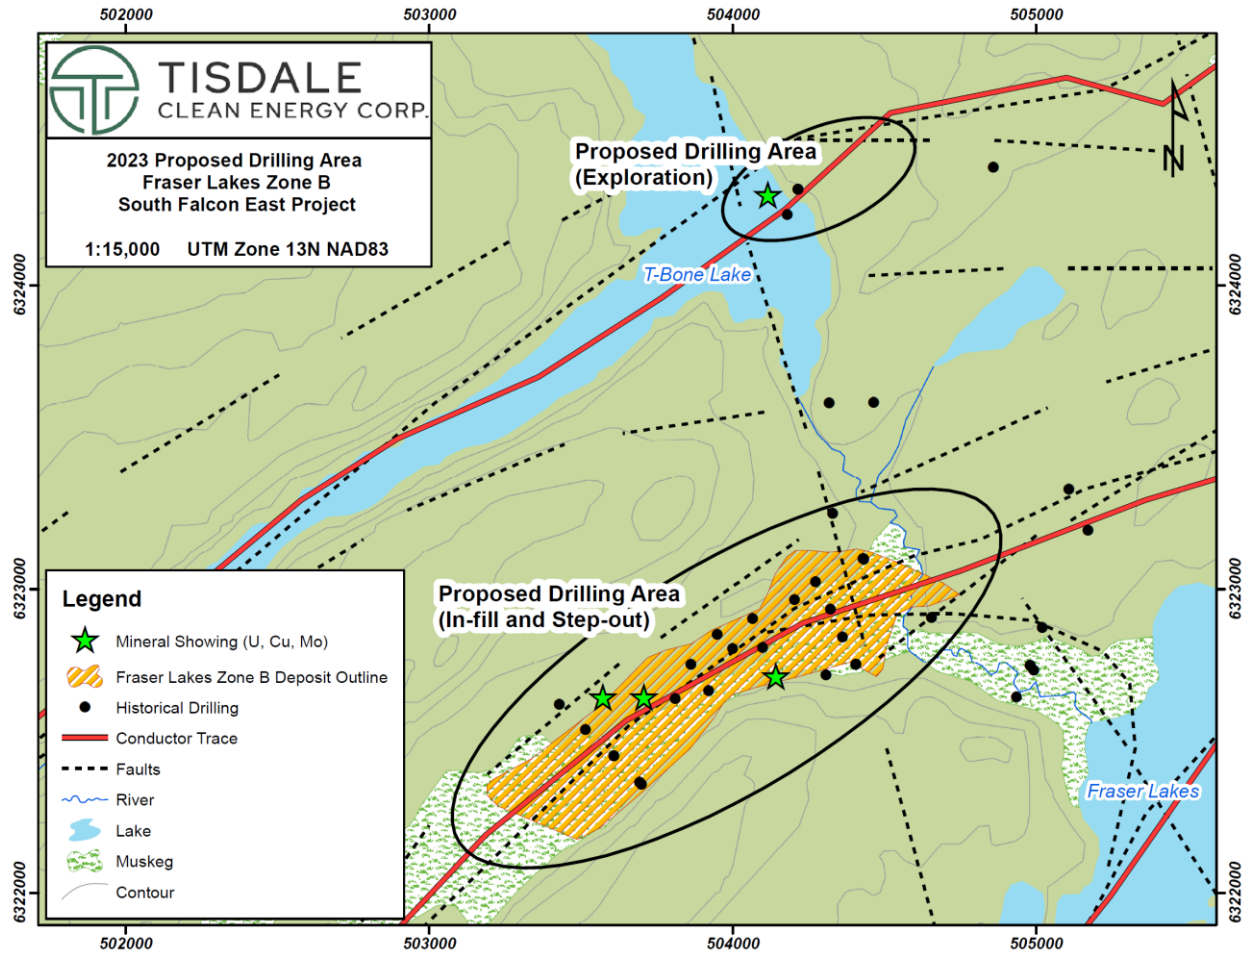 502000 503000 504000 505000
TISDALE
CLEAN ENERGY CORP.
2023 Proposed Drilling Area
Fraser Lakes Zone B
South Falcon East Project
1:15,000 UTM Zone 13N NAD83
Proposed Drilling Area
(Exploration)
N
6324000
6324000
T-Bone Lake
6323000
6323000
Proposed Drilling Area
(In-fill and Step-out)
Legend
Mineral Showing (U, Cu, Mo)
Fraser Lakes Zone B Deposit Outline
Historical Drilling
Conductor Trace
Faults
River
Lake
Muskeg
Contour
Fraser Lakes
6322000
6322000
502000 503000 504000 505000